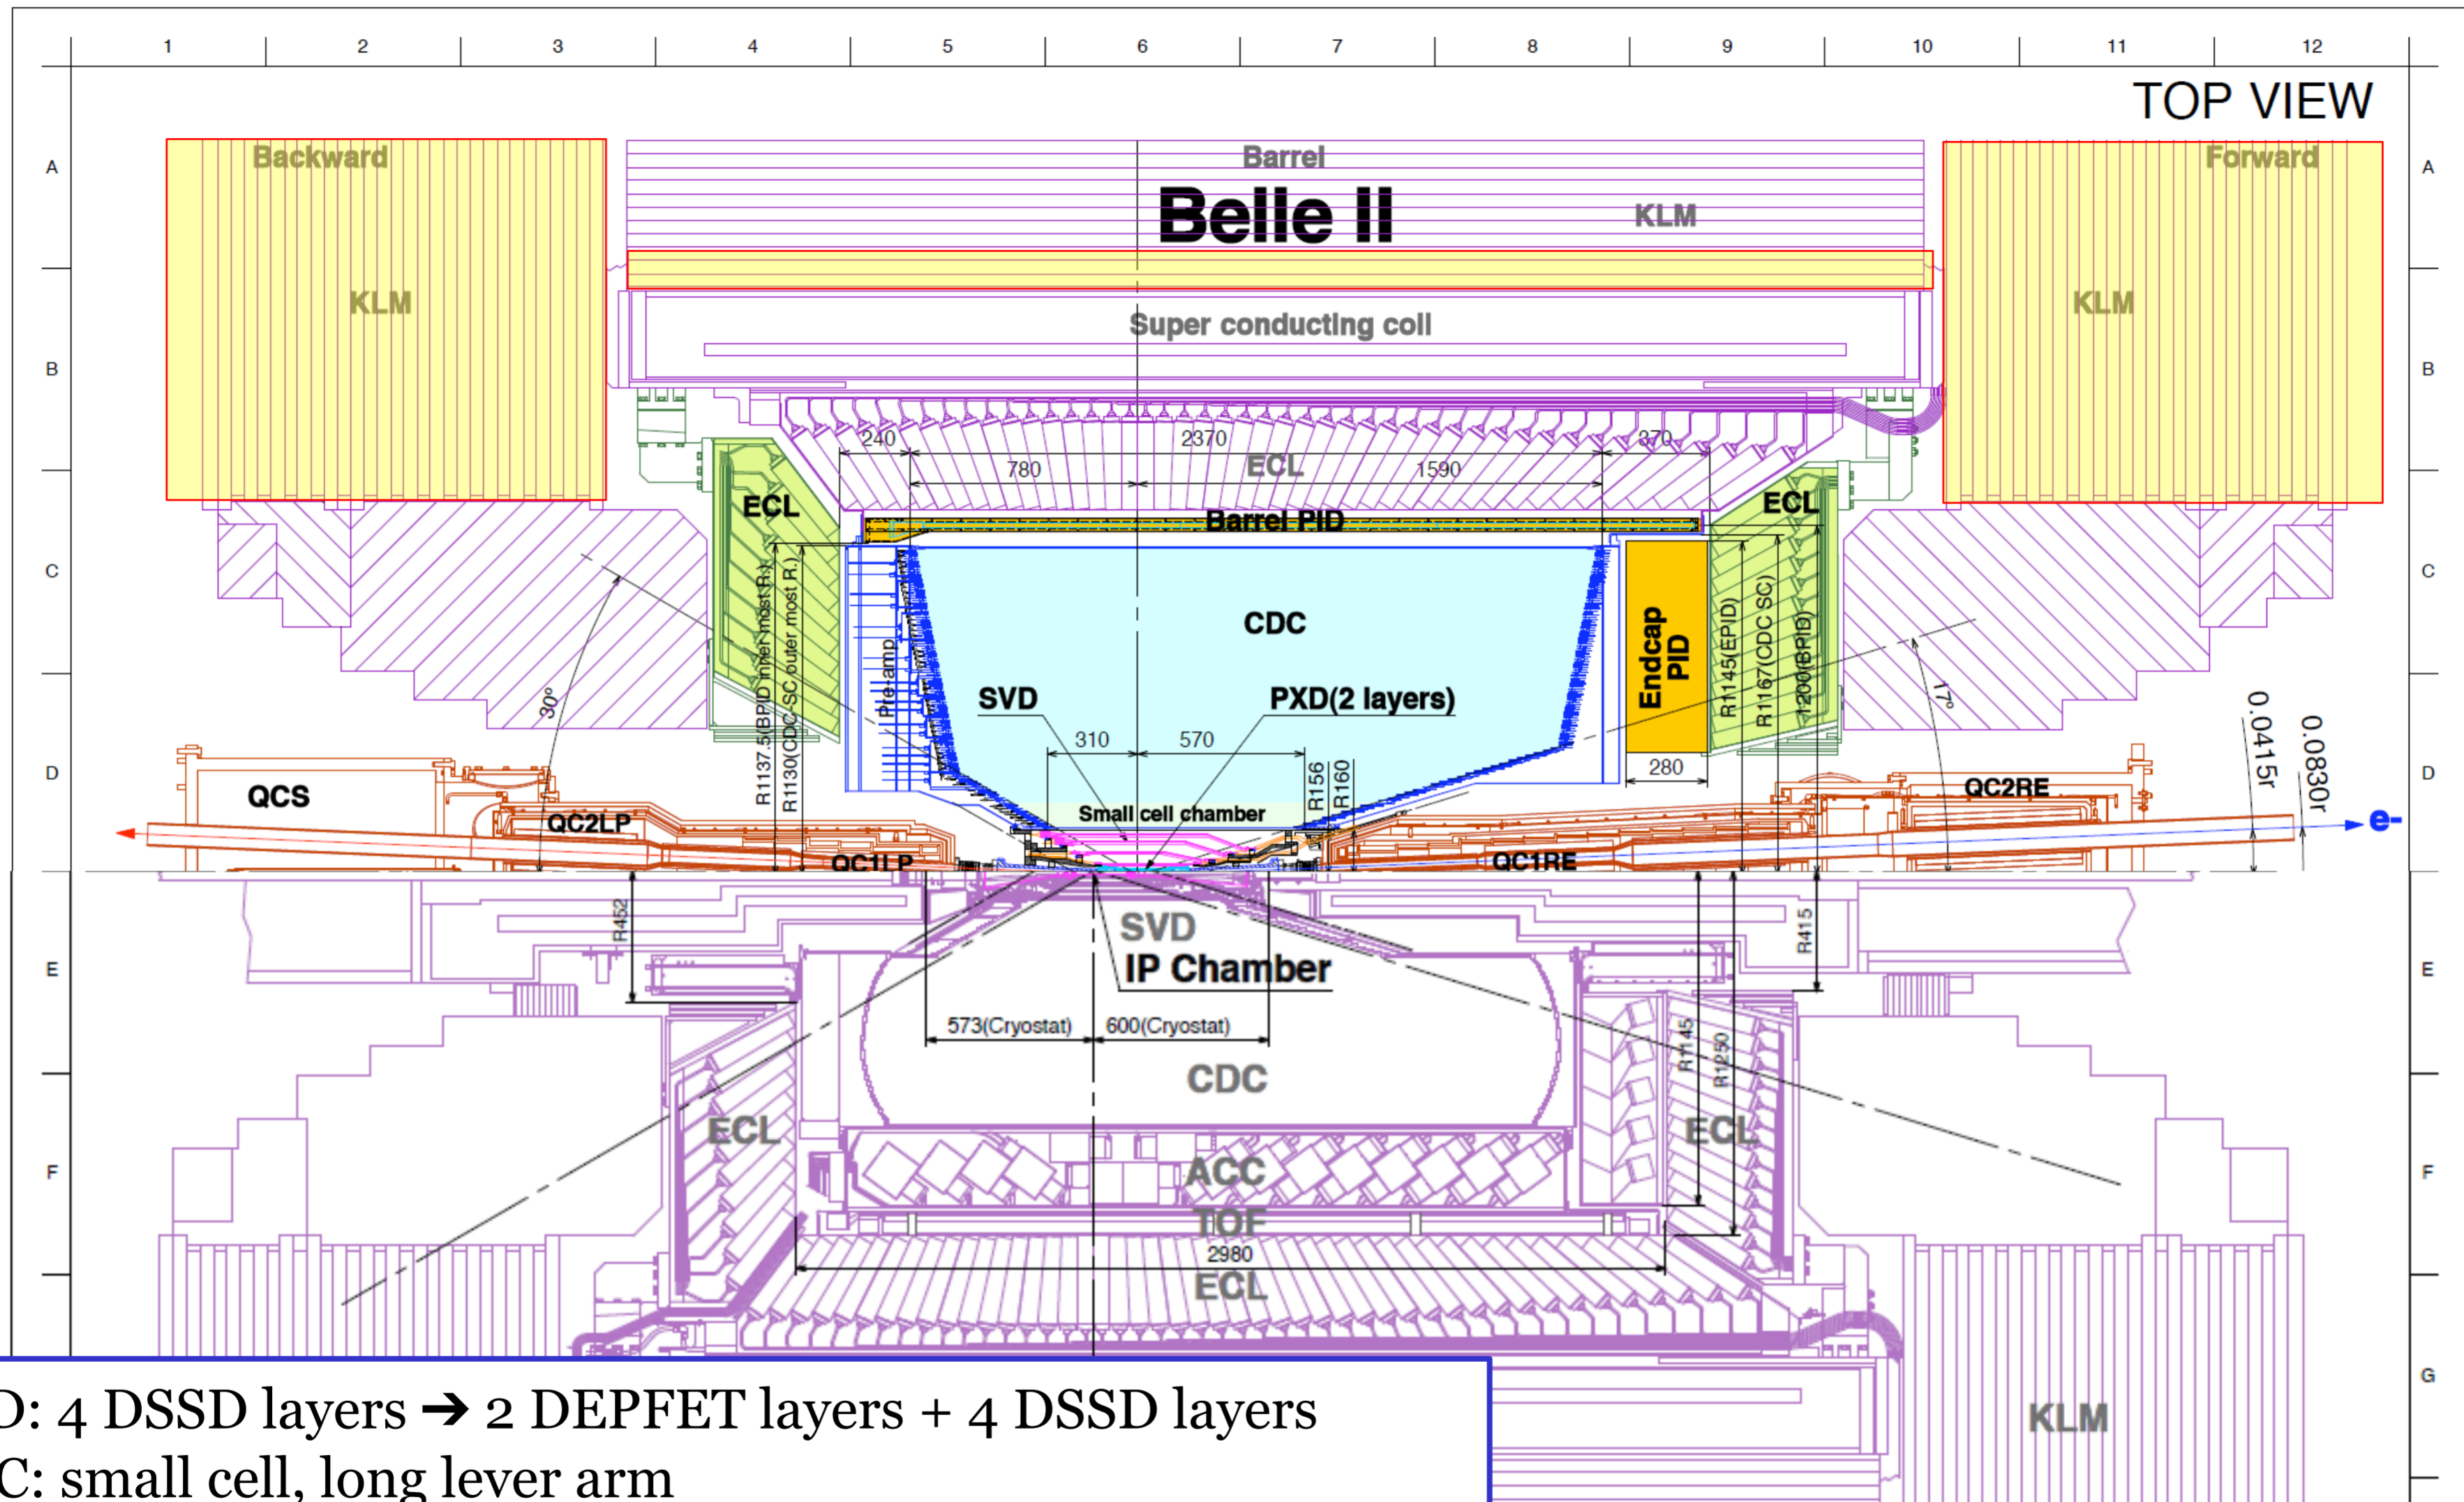 1 2 3 4 5 6 7 8 9 10 11 12
TOP VIEW
A Backward Barrel Forward A
Belle II KLM
KLM KLM
Super conducting coil
B B
240 2370 370
780 ECL 1590
ECL ECL
Barrel PID
C C
CDC
Endcap
PID
R1137.5(BPID inner most R.)
R1130(CDC-SC outer most R.)
Pre-amp
R1145(EPID)
R1167(CDC SC)
1200(BPID)
30º
17º
SVD PXD(2 layers)
0.0415r
0.0830r
310 570
R156
R160
280
D D
QCS QC2RE
Small cell chamber
QC2LP
e-
QC1LP QC1RE
R452
R415
SVD
E IP Chamber E
573(Cryostat) 600(Cryostat)
R1145
R1250
CDC
ECL ECL
F ACC F
TOF
2980
ECL
G
D: 4 DSSD layers ➔ 2 DEPFET layers + 4 DSSD layers
KLM
C: small cell, long lever arm